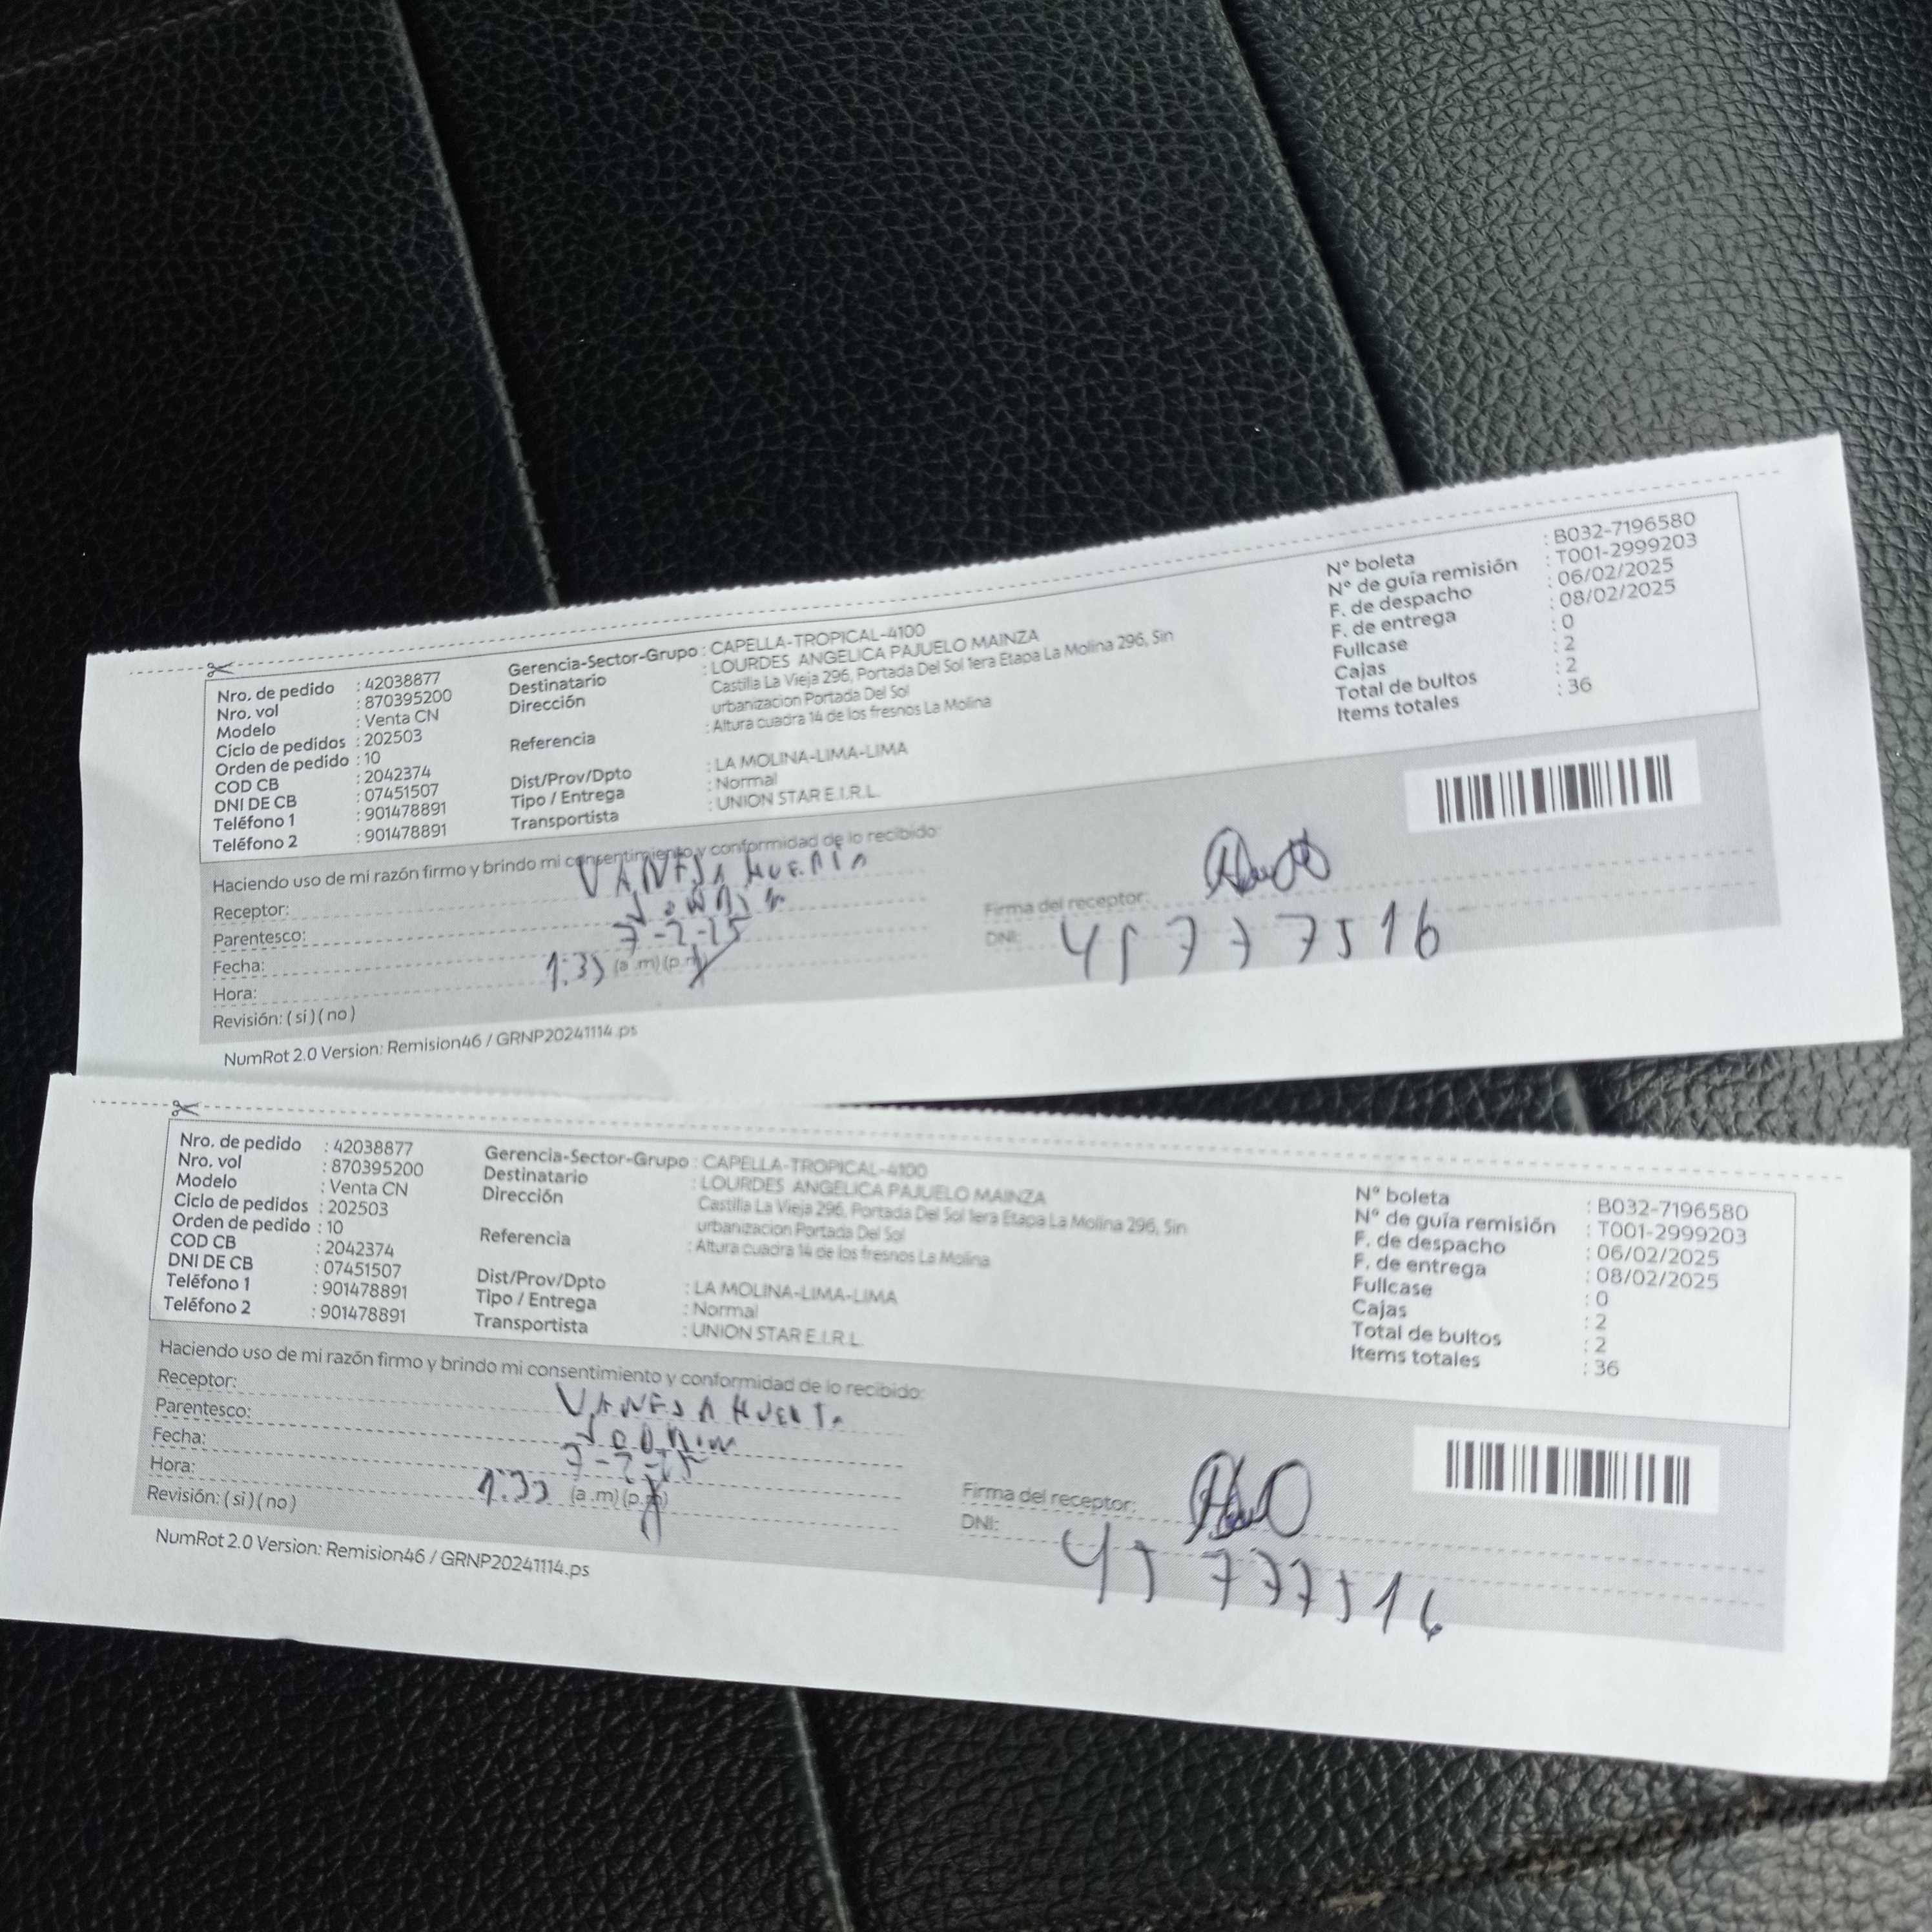 Nro. de pedido : 42038877
Nro. vol : 870395200
Modelo : Venta CN
Ciclo de pedidos : 202503
Orden de pedido : 10
COD CB : 2042374
DNI DE CB : 07451507
Teléfono 1 : 901478891
Teléfono 2 : 901478891
Gerencia-Sector-Grupo : CAPELLA-TROPICAL-4100
Destinatario : LOURDES ANGELICA PAJUELO MAINZA
Dirección Castilla La Vieja 296, Portada Del Sol 1era Etapa La Molina 296, Sin
urbanizacion Portada Del Sol
Referencia : Altura cuadra 14 de los fresnos La Molina
Dist/Prov/Dpto : LA MOLINA-LIMA-LIMA
Tipo / Entrega : Normal
Transportista : UNION STAR E.I.R.L.
N° boleta : B032-7196580
N° de guía remisión : T001-2999203
F. de despacho : 06/02/2025
F. de entrega : 08/02/2025
Fullcase : 0
Cajas : 2
Total de bultos : 2
Items totales : 36
Haciendo uso de mi razón firmo y brindo mi consentimiento y conformidad de lo recibido:
Receptor: VANESA HUERTA
Parentesco:
Fecha: 7-2-25
Hora: 1:35 (a.m) (p.m)
Revisión: ( si ) ( no )
Firma del receptor:
DNI: 45777516
NumRot 2.0 Version: Remision46 / GRNP20241114.ps
Nro. de pedido : 42038877
Nro. vol : 870395200
Modelo : Venta CN
Ciclo de pedidos : 202503
Orden de pedido : 10
COD CB : 2042374
DNI DE CB : 07451507
Teléfono 1 : 901478891
Teléfono 2 : 901478891
Gerencia-Sector-Grupo : CAPELLA-TROPICAL-4100
Destinatario : LOURDES ANGELICA PAJUELO MAINZA
Dirección Castilla La Vieja 296, Portada Del Sol 1era Etapa La Molina 296, Sin
urbanizacion Portada Del Sol
Referencia : Altura cuadra 14 de los fresnos La Molina
Dist/Prov/Dpto : LA MOLINA-LIMA-LIMA
Tipo / Entrega : Normal
Transportista : UNION STAR E.I.R.L.
N° boleta : B032-7196580
N° de guía remisión : T001-2999203
F. de despacho : 06/02/2025
F. de entrega : 08/02/2025
Fullcase : 0
Cajas : 2
Total de bultos : 2
Items totales : 36
Haciendo uso de mi razón firmo y brindo mi consentimiento y conformidad de lo recibido:
Receptor: VANESA HUERTA
Parentesco:
Fecha: 7-2-25
Hora: (a.m) (p.m)
Revisión: ( si ) ( no )
Firma del receptor:
DNI: 45777516
NumRot 2.0 Version: Remision46 / GRNP20241114.ps